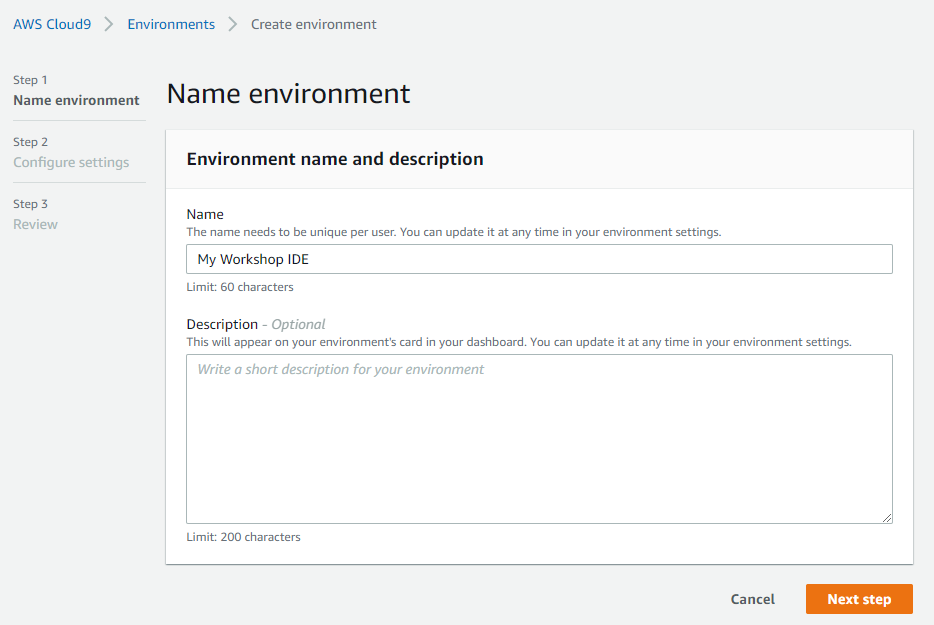 AWS Cloud9 > Environments > Create environment
Step 1
Name environment
Step 2
Configure settings
Step 3
Review
Name environment
Environment name and description
Name
The name needs to be unique per user. You can update it at any time in your environment settings.
My Workshop IDE
Limit: 60 characters
Description - Optional
This will appear on your environment's card in your dashboard. You can update it at any time in your environment settings.
Write a short description for your environment
Limit: 200 characters
Cancel Next step